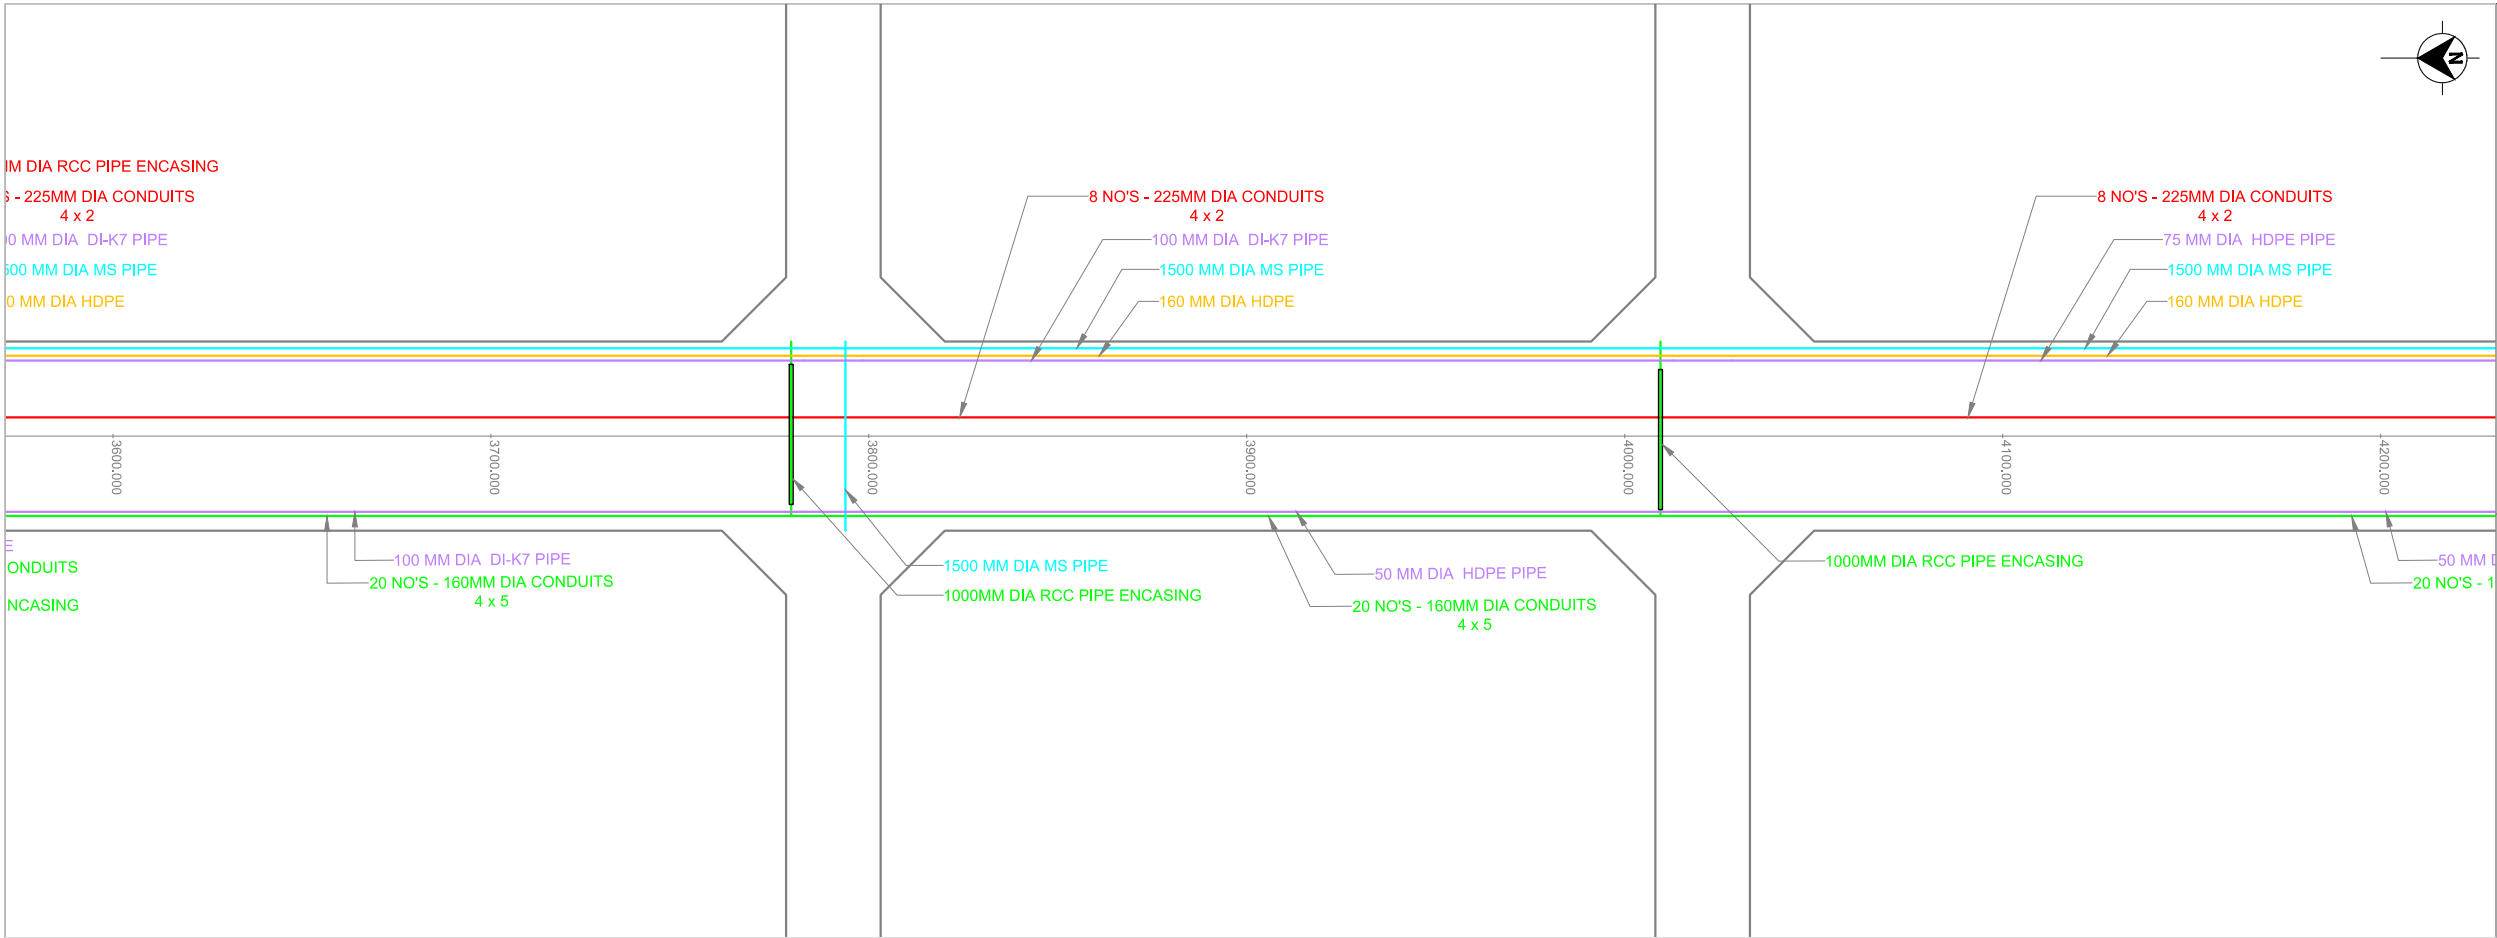 N
MM DIA RCC PIPE ENCASING
S - 225MM DIA CONDUITS
4 x 2
00 MM DIA DI-K7 PIPE
500 MM DIA MS PIPE
0 MM DIA HDPE
8 NO'S - 225MM DIA CONDUITS
4 x 2
100 MM DIA DI-K7 PIPE
1500 MM DIA MS PIPE
160 MM DIA HDPE
8 NO'S - 225MM DIA CONDUITS
4 x 2
75 MM DIA HDPE PIPE
1500 MM DIA MS PIPE
160 MM DIA HDPE
3600.000
3700.000
3800.000
3900.000
4000.000
4100.000
4200.000
E
ONDUITS
NCASING
100 MM DIA DI-K7 PIPE
20 NO'S - 160MM DIA CONDUITS
4 x 5
1500 MM DIA MS PIPE
1000MM DIA RCC PIPE ENCASING
50 MM DIA HDPE PIPE
20 NO'S - 160MM DIA CONDUITS
4 x 5
1000MM DIA RCC PIPE ENCASING
50 MM D
20 NO'S - 1